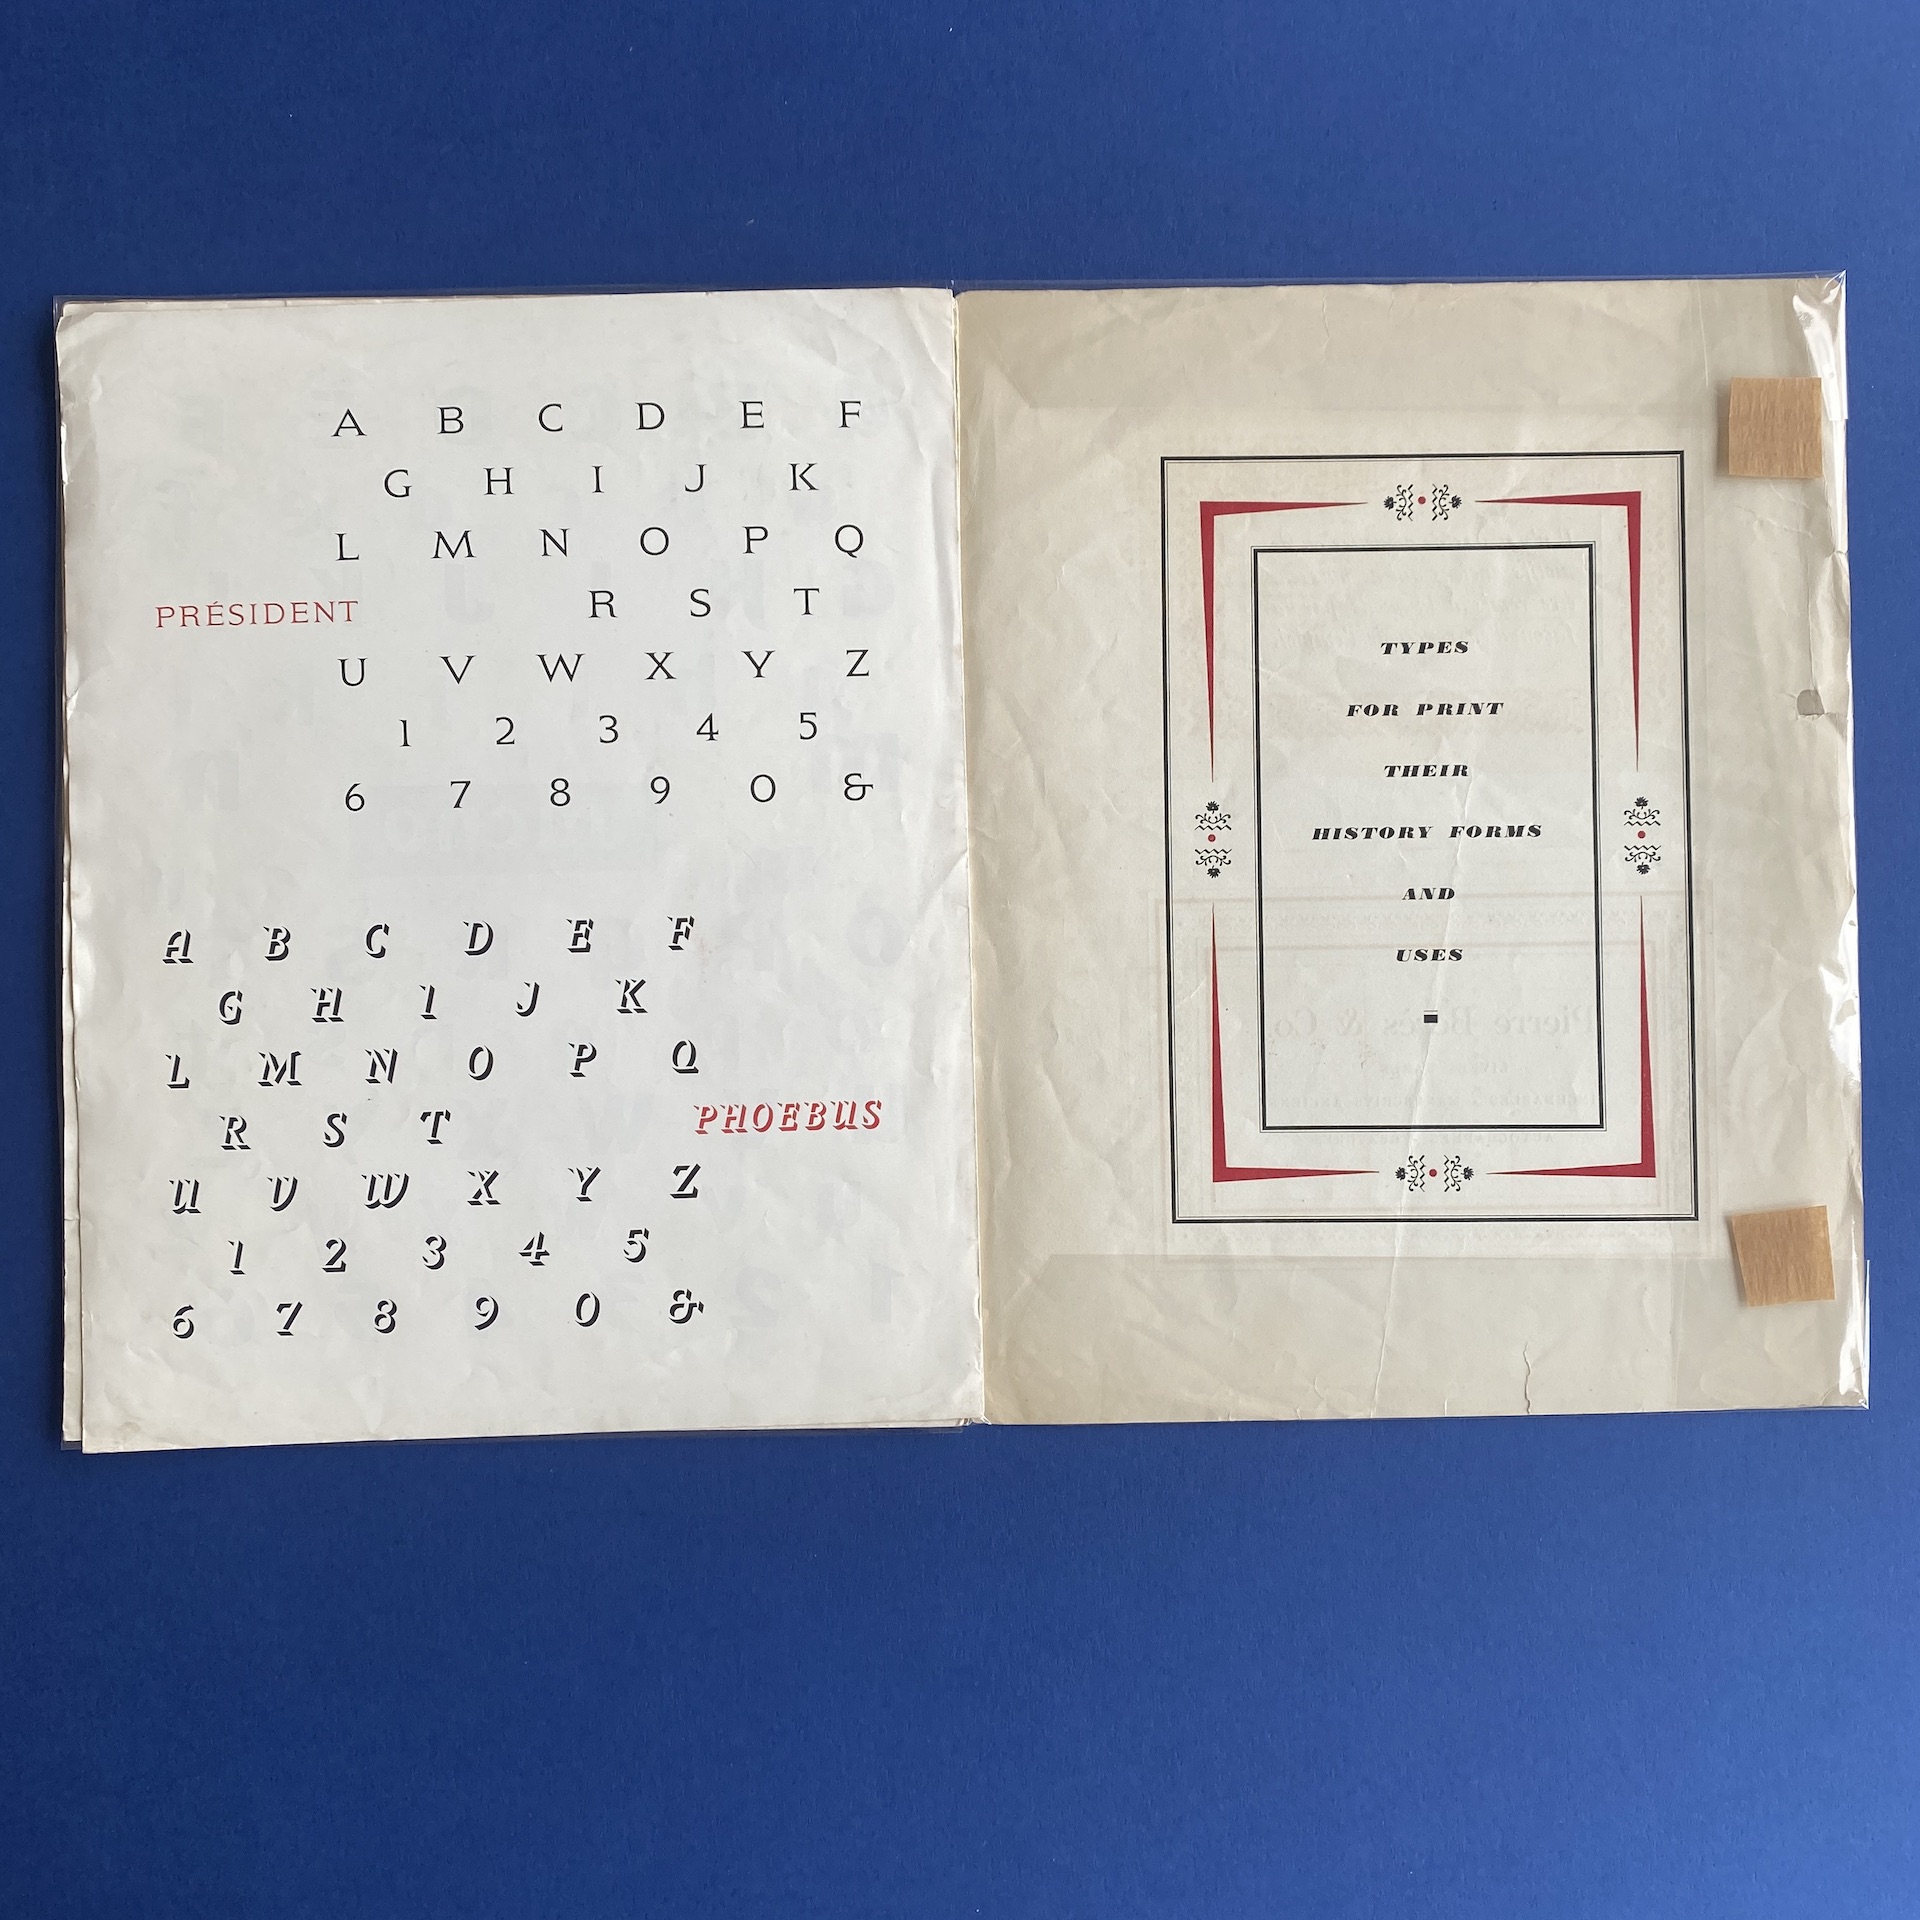 A B C D E F
G H I J K
L M N O P Q
PRÉSIDENT R S T
U V W X Y Z
1 2 3 4 5
6 7 8 9 0 &
A B C D E F
G H I J K
L M N O P Q
R S T PHOEBUS
U V W X Y Z
1 2 3 4 5
6 7 8 9 0 &
TYPES
FOR PRINT
THEIR
HISTORY FORMS
AND
USES